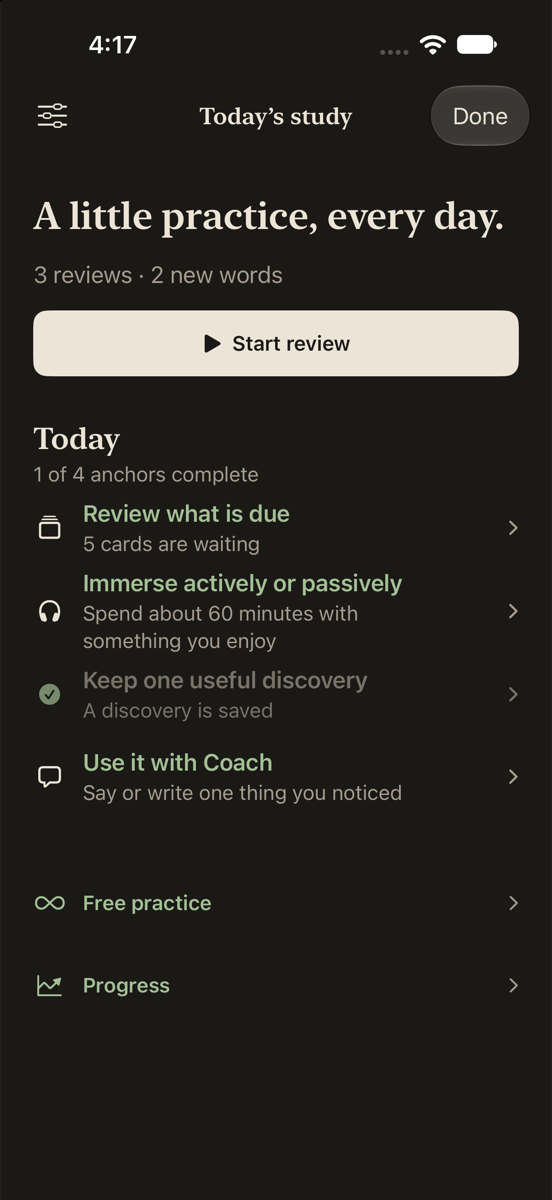 4:17
Today’s study
Done
A little practice, every day.
3 reviews · 2 new words
Start review
Today
1 of 4 anchors complete
Review what is due
5 cards are waiting
Immerse actively or passively
Spend about 60 minutes with
something you enjoy
Keep one useful discovery
A discovery is saved
Use it with Coach
Say or write one thing you noticed
Free practice
Progress